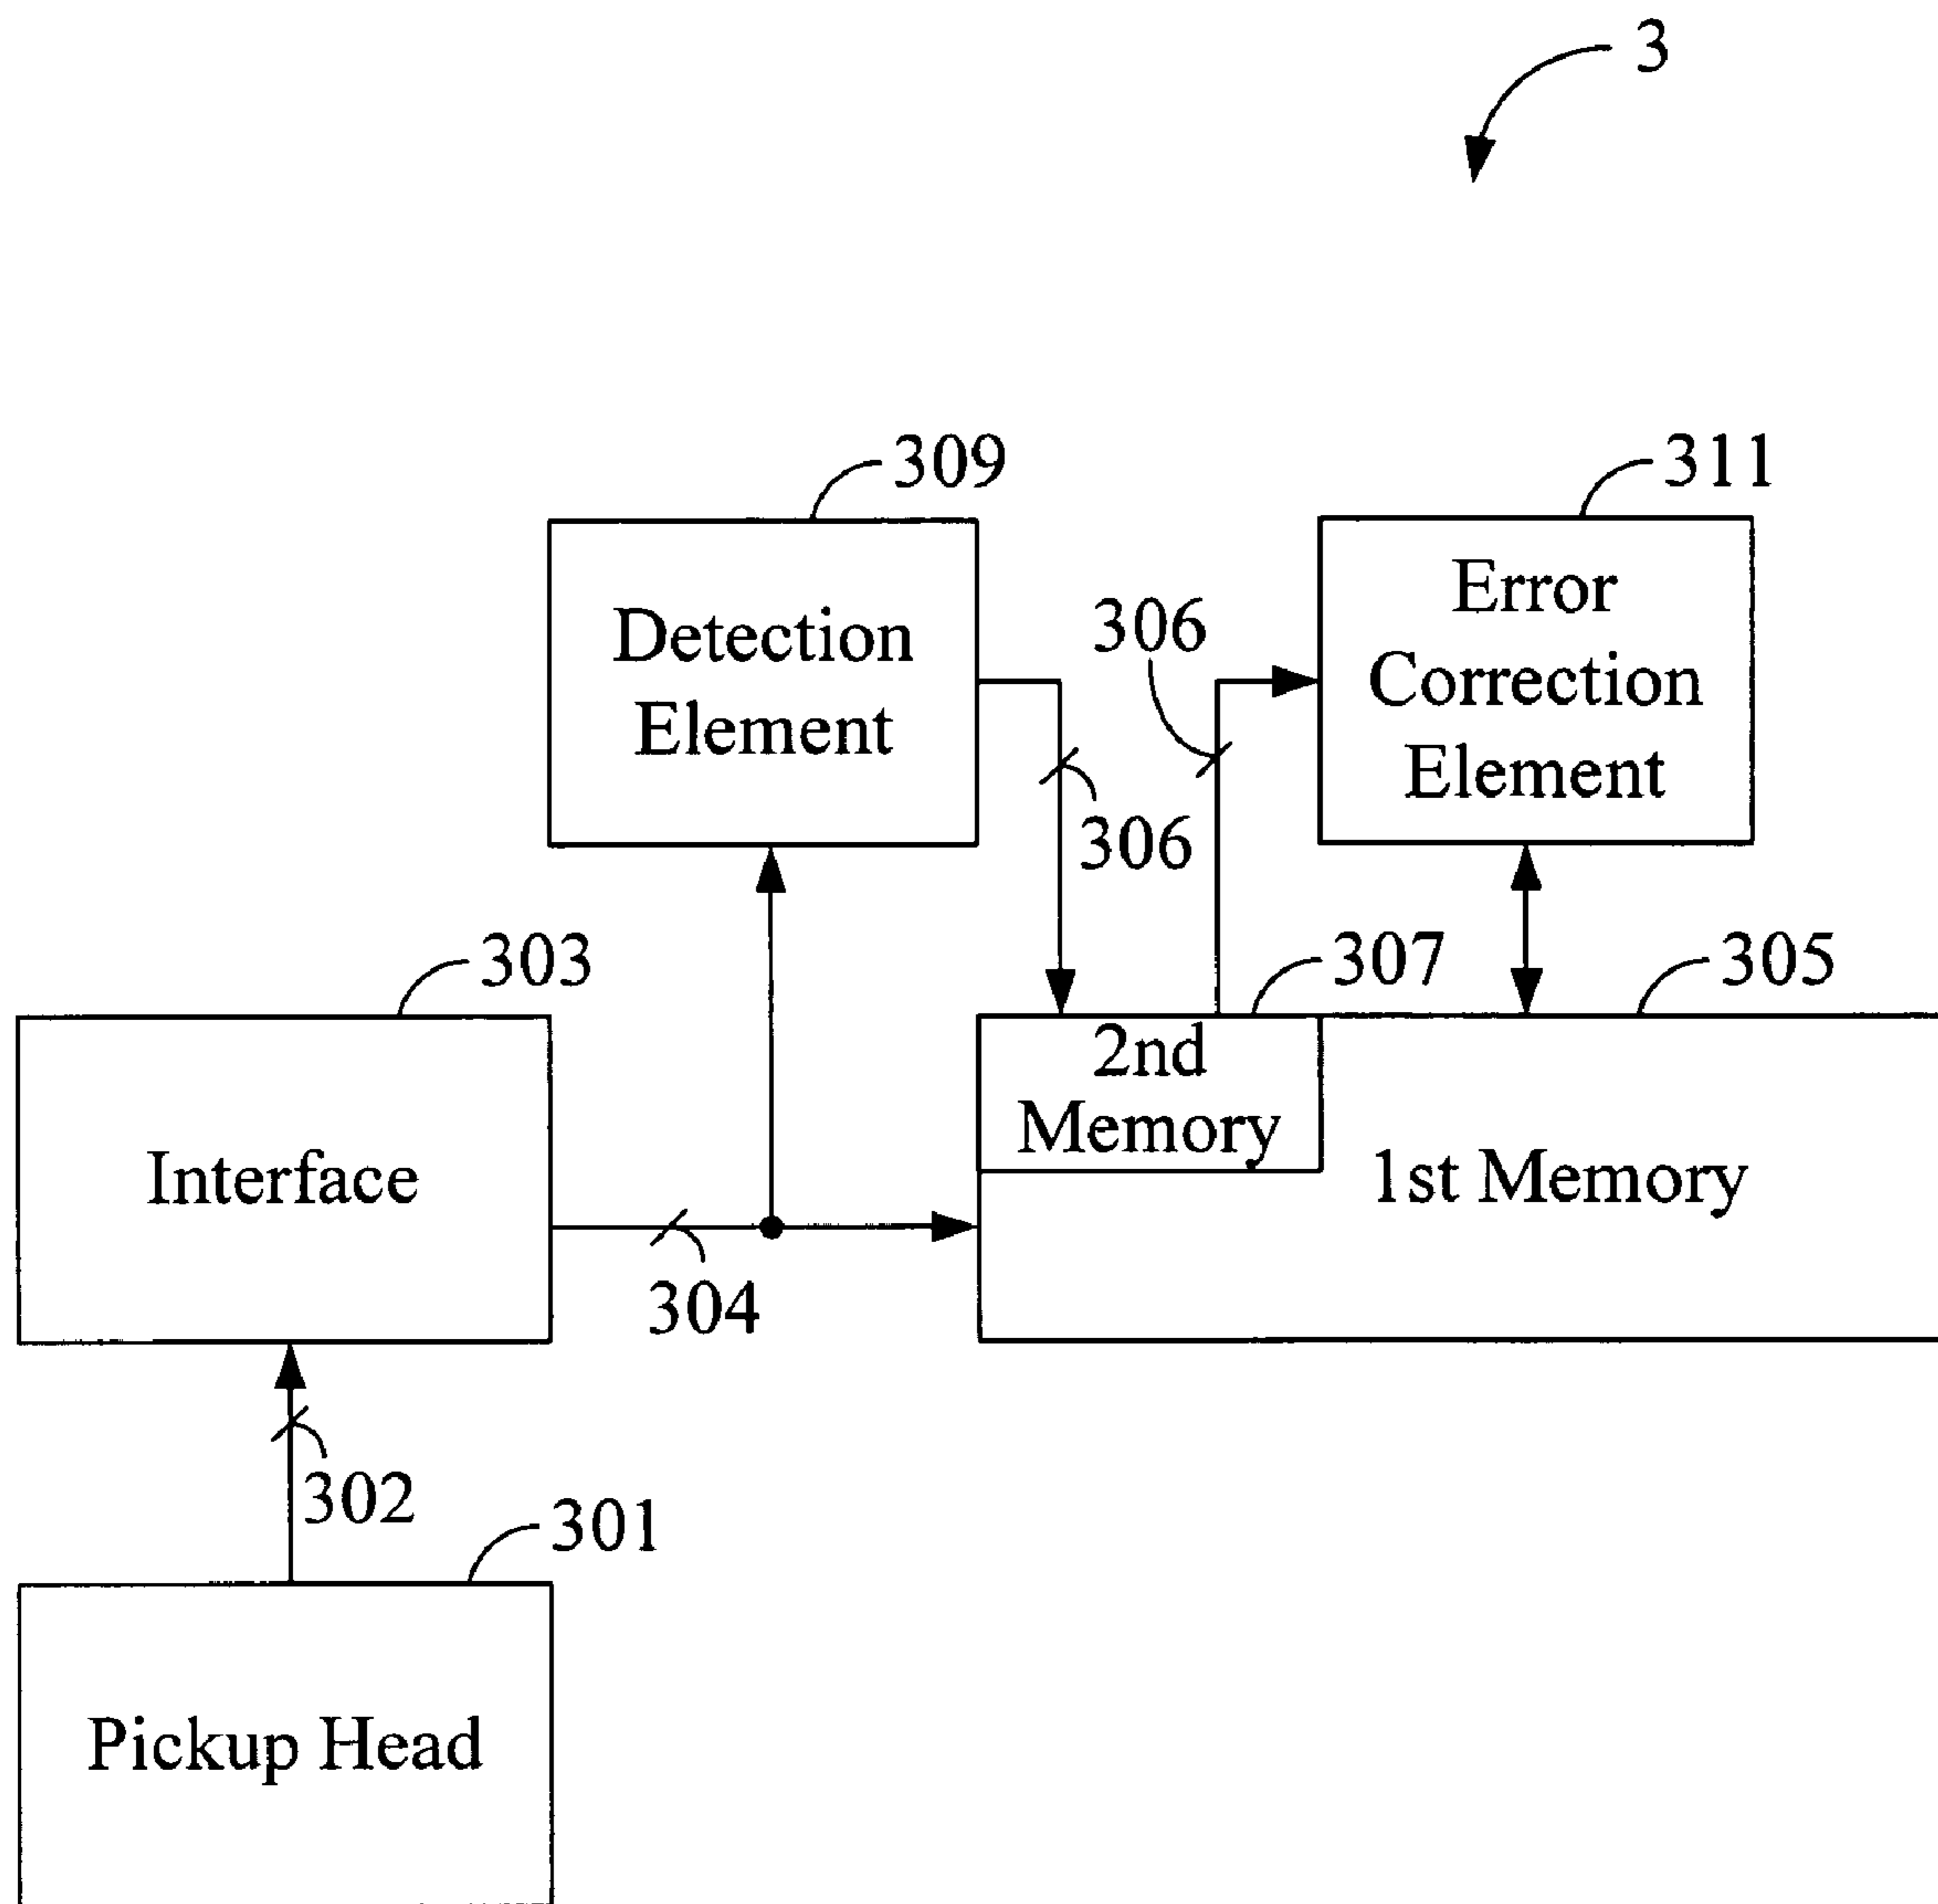 3
309
311
Detection
Element
306
306
Error
Correction
Element
303
307
305
Interface
2nd
Memory
1st Memory
304
302
301
Pickup Head